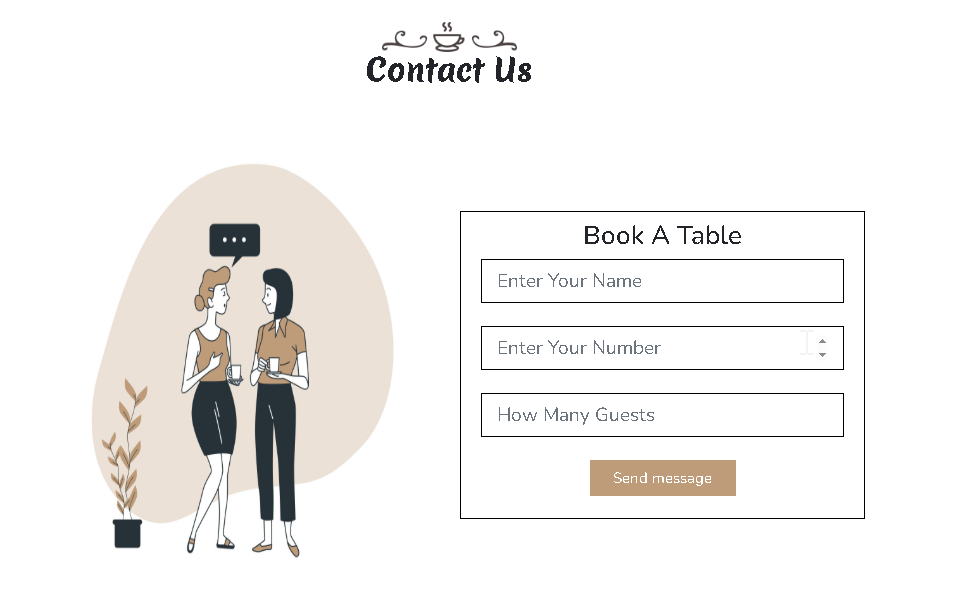 Contact Us
Book A Table
Enter Your Name
Enter Your Number
How Many Guests
Send message